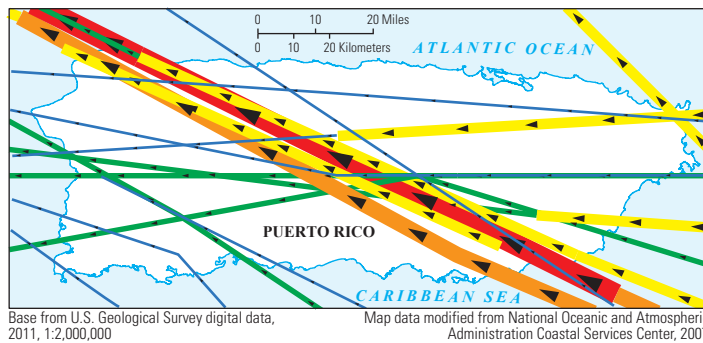 0 10 20 Miles
0 10 20 Kilometers
ATLANTIC OCEAN
PUERTO RICO
CARIBBEAN SEA
Base from U.S. Geological Survey digital data,
2011, 1:2,000,000
Map data modified from National Oceanic and Atmospheri
Administration Coastal Services Center, 200